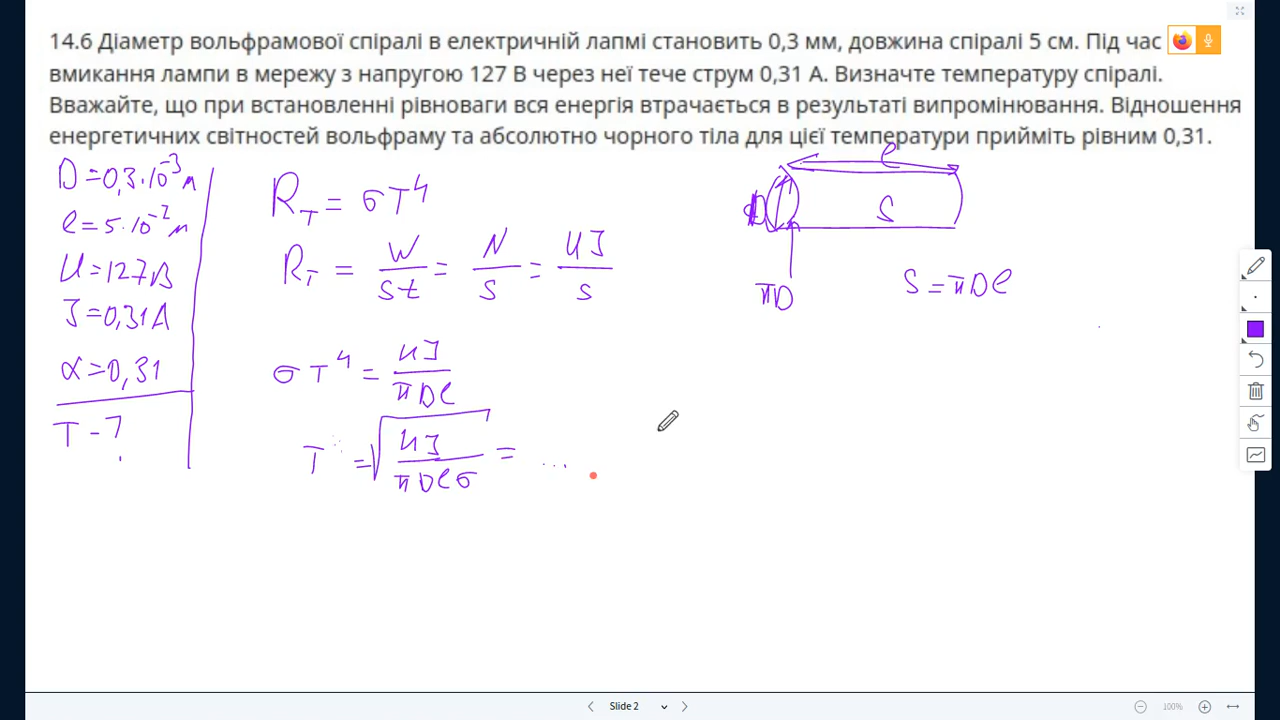 14.6 Діаметр вольфрамової спіралі в електричній лапмі становить 0,3 мм, довжина спіралі 5 см. Під час
вмикання лампи в мережу з напругою 127 В через неї тече струм 0,31 А. Визначте температуру спіралі.
Вважайте, що при встановленні рівноваги вся енергія втрачається в результаті випромінювання. Відношення
енергетичних світностей вольфраму та абсолютно чорного тіла для цієї температури прийміть рівним 0,31.
D = 0,3·10⁻³ м
l = 5·10⁻² м
U = 127 В
I = 0,31 А
α = 0,31
T - ?
R_T = σT⁴
R_T = W/St = N/S = UI/S
σT⁴ = UI/πDl
T = √(UI/πDlσ) = ...
l
D
S
πD
S = πDl
Slide 2
100%